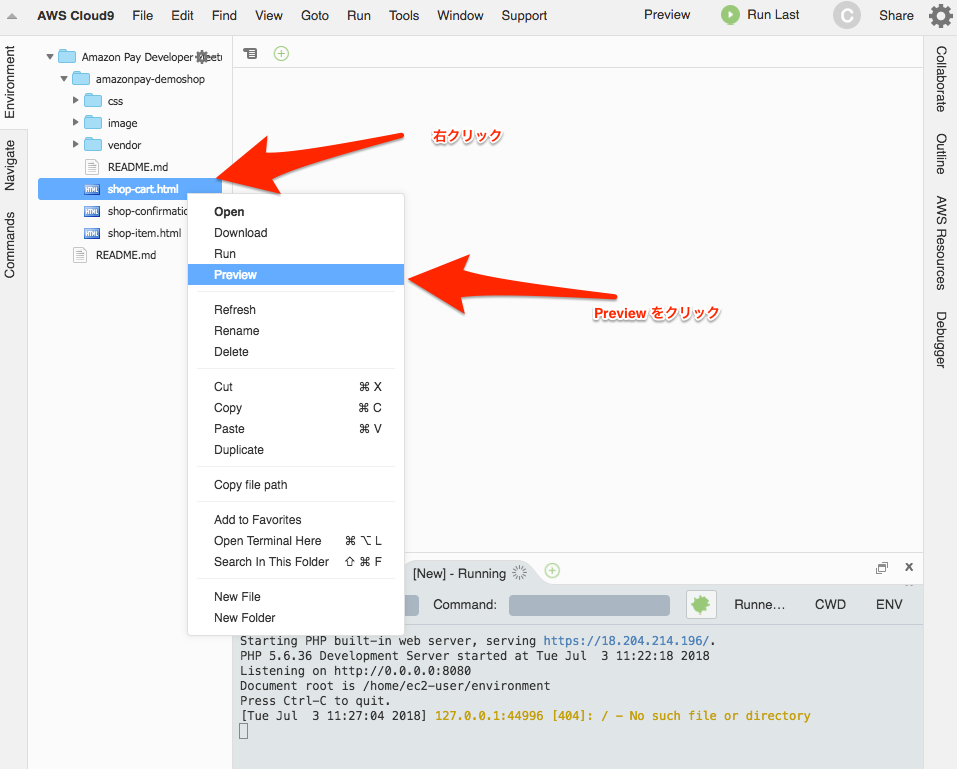 AWS Cloud9 File Edit Find View Goto Run Tools Window Support Preview Run Last C Share
Environment
Navigate
Commands
Amazon Pay Developer
amazonpay-demoshop
css
image
vendor
README.md
shop-cart.html
shop-confirmatio
shop-item.html
README.md
右クリック
Open
Download
Run
Preview
Preview をクリック
Refresh
Rename
Delete
Cut ⌘ X
Copy ⌘ C
Paste ⌘ V
Duplicate
Copy file path
Add to Favorites
Open Terminal Here ⌘ ⌥ L
Search In This Folder ⇧ ⌘ F
New File
New Folder
Collaborate
Outline
AWS Resources
Debugger
[New] - Running
Command: Runne… CWD ENV
Starting PHP built-in web server, serving https://18.204.214.196/.
PHP 5.6.36 Development Server started at Tue Jul  3 11:22:18 2018
Listening on http://0.0.0.0:8080
Document root is /home/ec2-user/environment
Press Ctrl-C to quit.
[Tue Jul  3 11:27:04 2018] 127.0.0.1:44996 [404]: / - No such file or directory